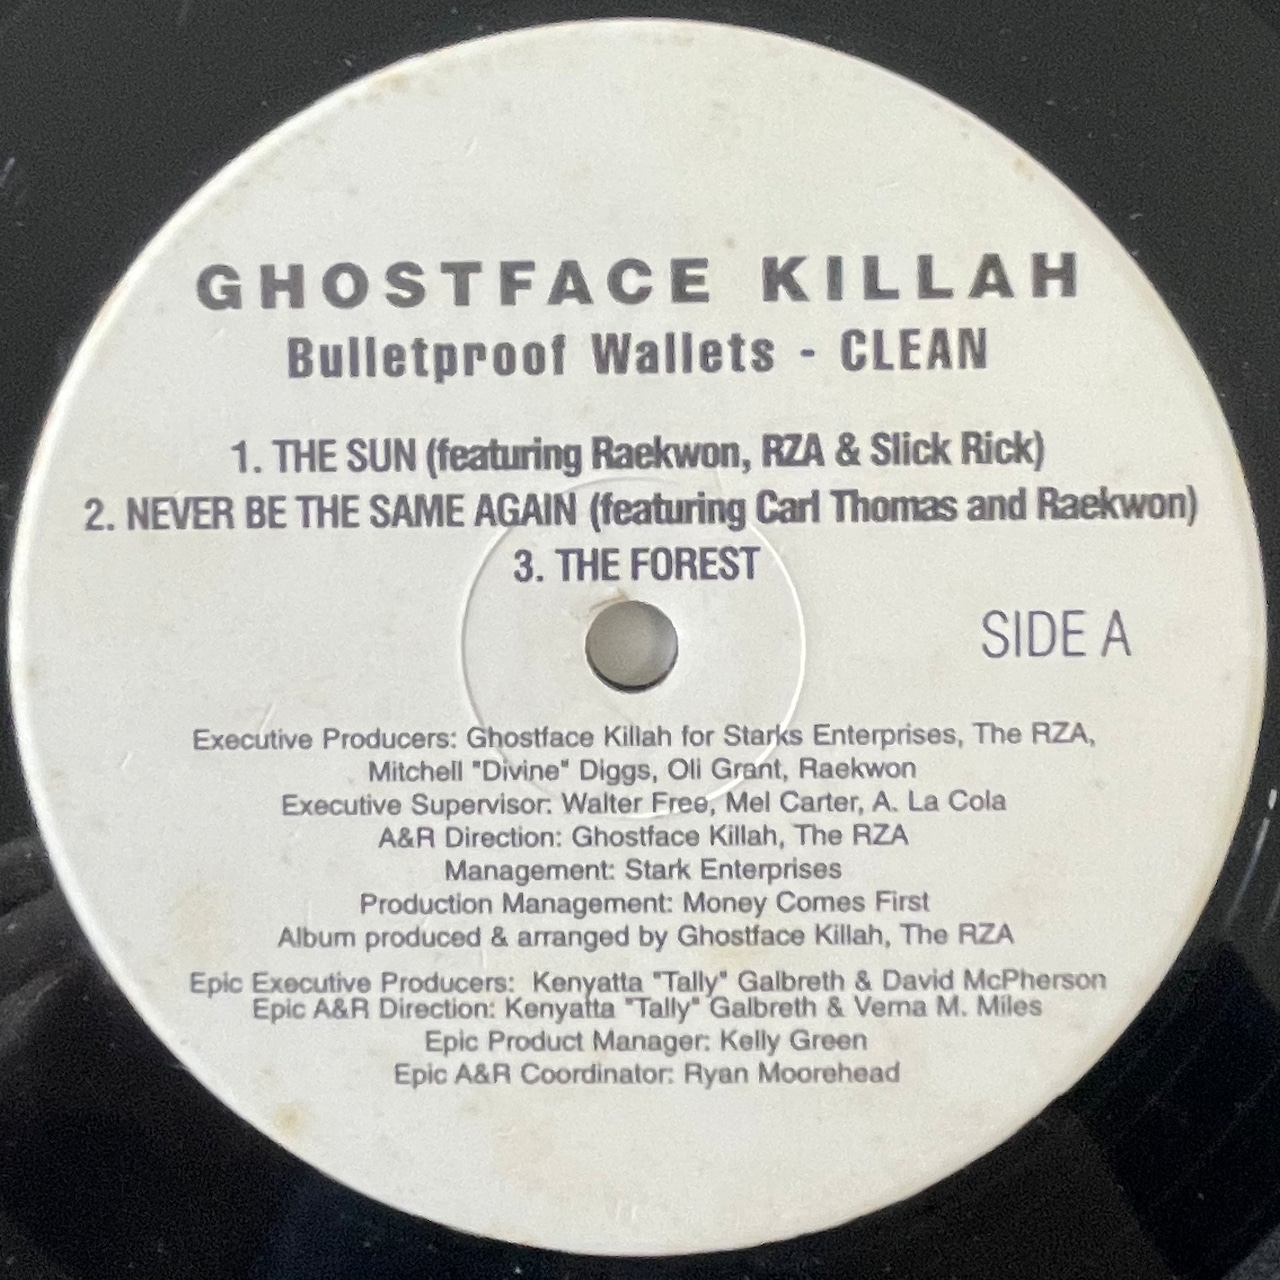 GHOSTFACE KILLAH
Bulletproof Wallets - CLEAN
1. THE SUN (featuring Raekwon, RZA & Slick Rick)
2. NEVER BE THE SAME AGAIN (featuring Carl Thomas and Raekwon)
3. THE FOREST
SIDE A
Executive Producers: Ghostface Killah for Starks Enterprises, The RZA,
Mitchell "Divine" Diggs, Oli Grant, Raekwon
Executive Supervisor: Walter Free, Mel Carter, A. La Cola
A&R Direction: Ghostface Killah, The RZA
Management: Stark Enterprises
Production Management: Money Comes First
Album produced & arranged by Ghostface Killah, The RZA
Epic Executive Producers: Kenyatta "Tally" Galbreth & David McPherson
Epic A&R Direction: Kenyatta "Tally" Galbreth & Verna M. Miles
Epic Product Manager: Kelly Green
Epic A&R Coordinator: Ryan Moorehead